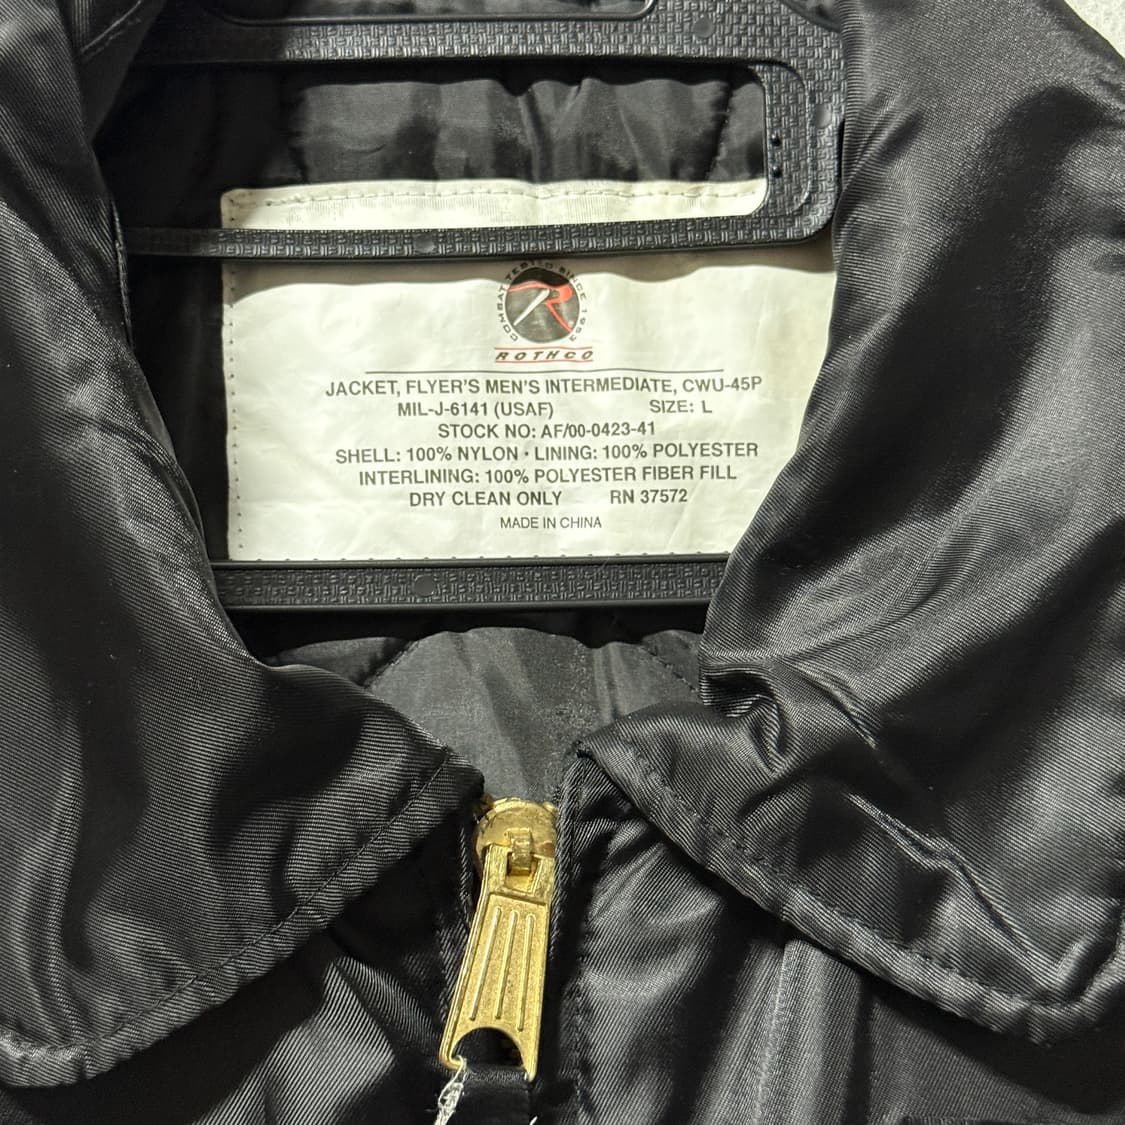 COMBAT TESTED SINCE 1953
ROTHCO
JACKET, FLYER'S MEN'S INTERMEDIATE, CWU-45P
MIL-J-6141 (USAF) SIZE: L
STOCK NO: AF/00-0423-41
SHELL: 100% NYLON • LINING: 100% POLYESTER
INTERLINING: 100% POLYESTER FIBER FILL
DRY CLEAN ONLY RN 37572
MADE IN CHINA